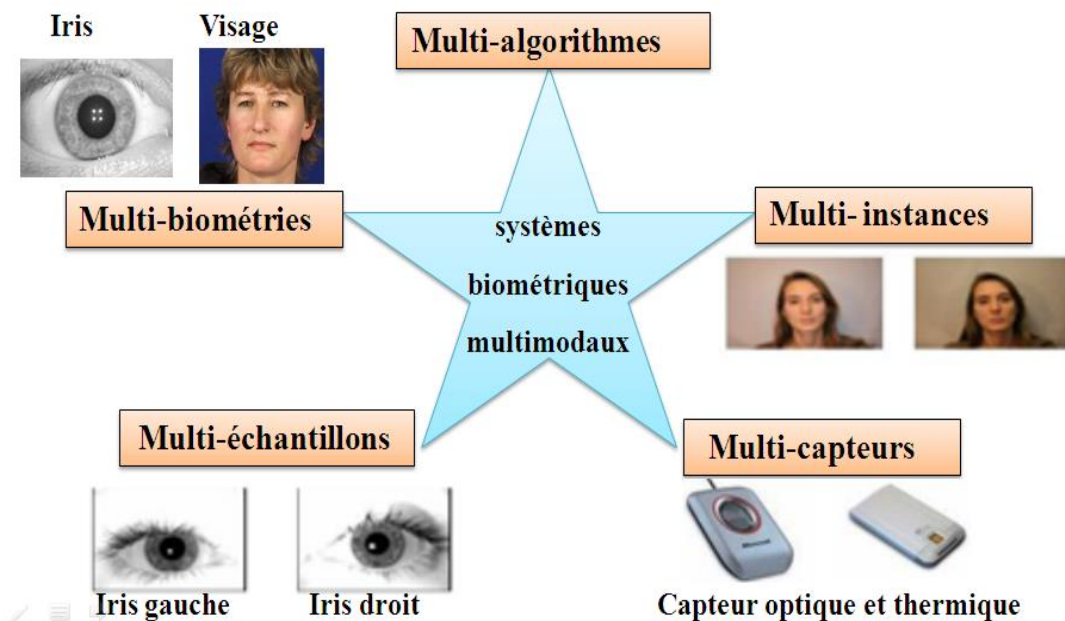 Iris
Visage
Multi-algorithmes
Multi-biométries
Multi- instances
systèmes
biométriques
multimodaux
Multi-échantillons
Multi-capteurs
Iris gauche
Iris droit
Capteur optique et thermique